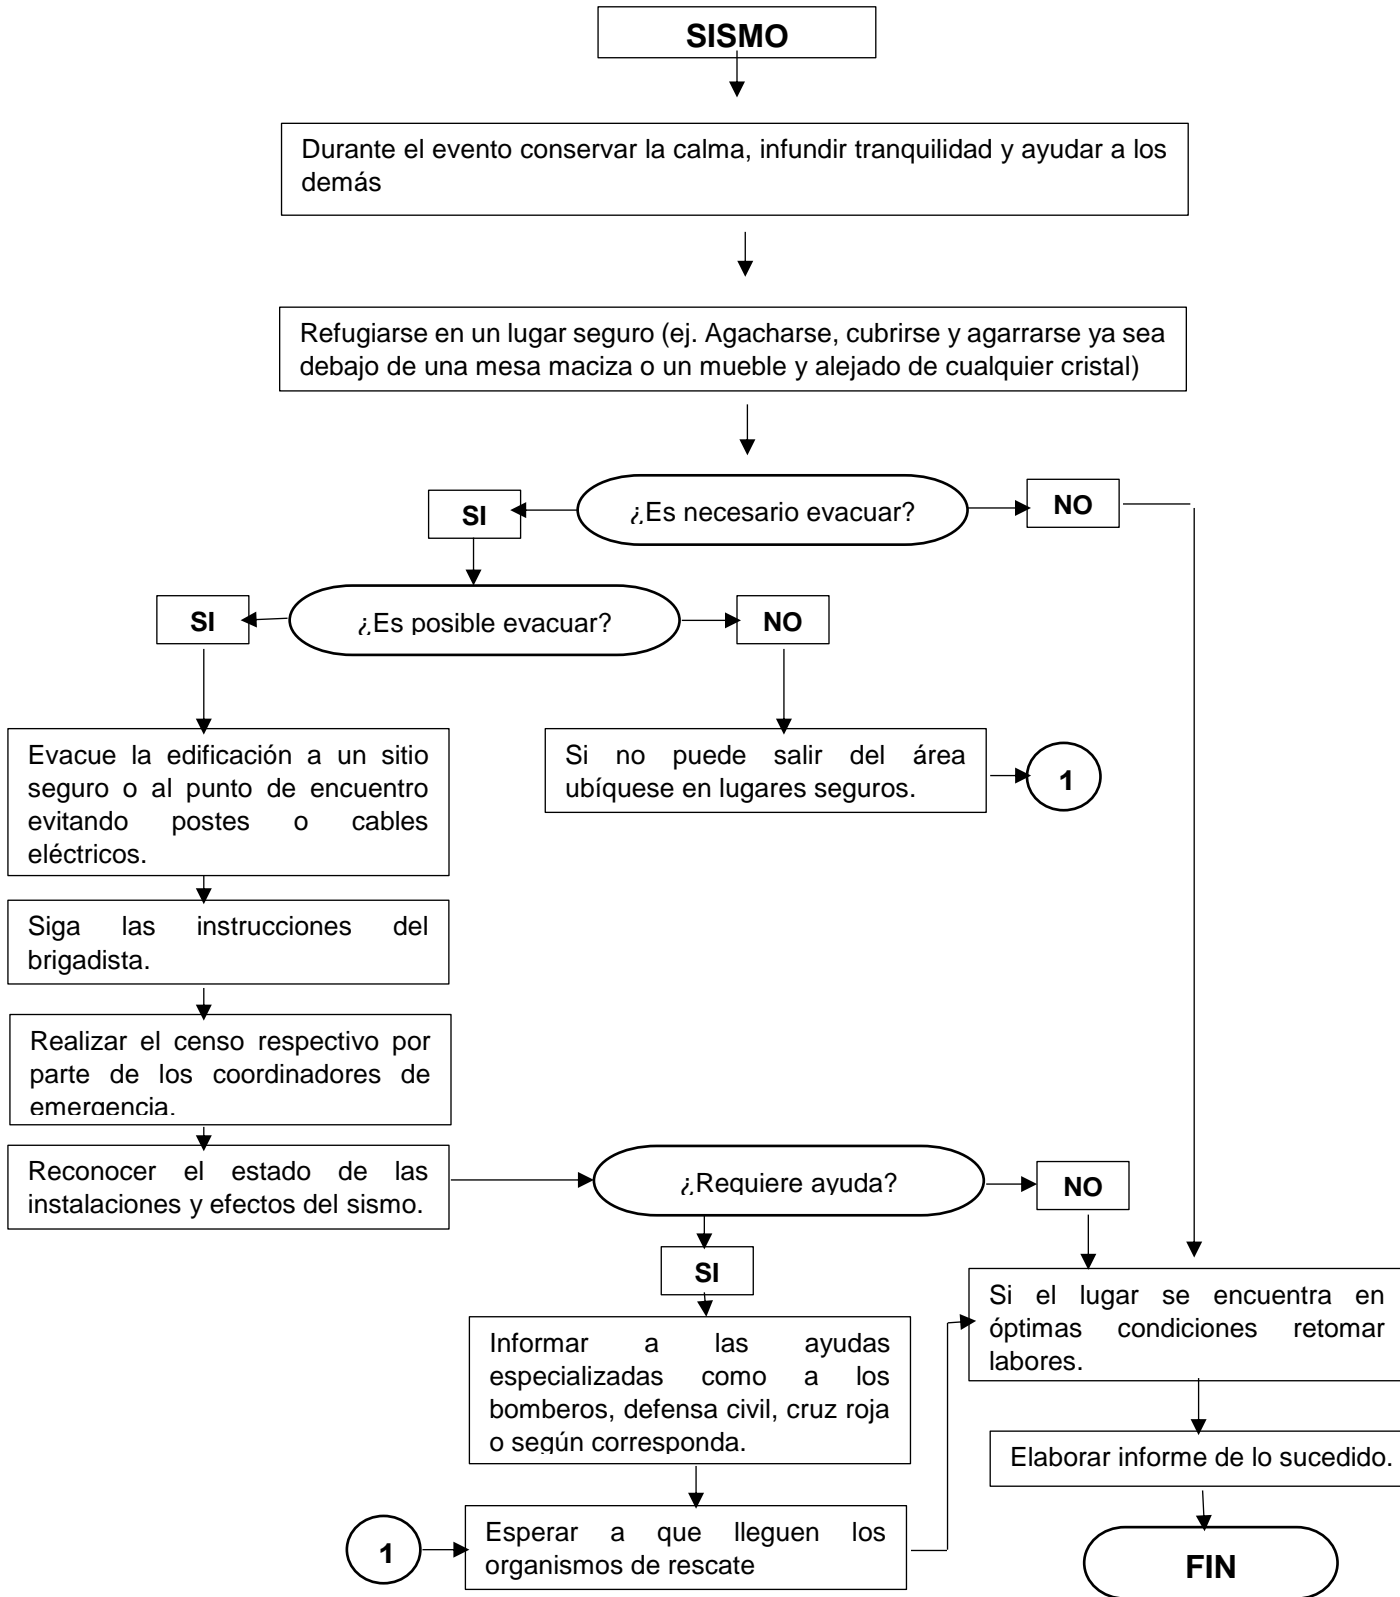 SISMO
Durante el evento conservar la calma, infundir tranquilidad y ayudar a los
demás
Refugiarse en un lugar seguro (ej. Agacharse, cubrirse y agarrarse ya sea
debajo de una mesa maciza o un mueble y alejado de cualquier cristal)
SI
¿Es necesario evacuar?
NO
SI
¿Es posible evacuar?
NO
Evacue la edificación a un sitio
seguro o al punto de encuentro
evitando postes o cables
eléctricos.
Si no puede salir del área
ubíquese en lugares seguros.
1
Siga las instrucciones del
brigadista.
Realizar el censo respectivo por
parte de los coordinadores de
emergencia.
Reconocer el estado de las
instalaciones y efectos del sismo.
¿Requiere ayuda?
NO
SI
Si el lugar se encuentra en
óptimas condiciones retomar
labores.
Informar a las ayudas
especializadas como a los
bomberos, defensa civil, cruz roja
o según corresponda.
Elaborar informe de lo sucedido.
1
Esperar a que lleguen los
organismos de rescate
FIN